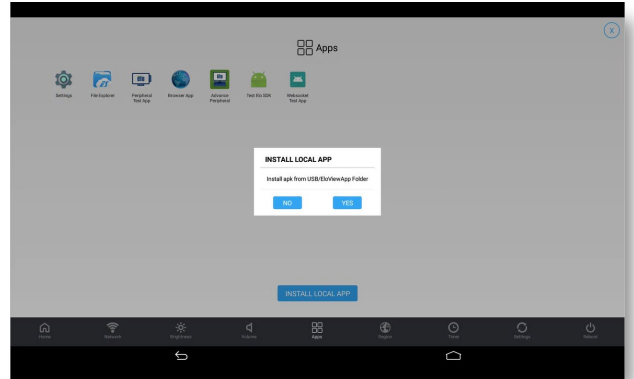 X
Apps
Settings
File Explorer
Peripheral
Test App
Browser App
Advance
Peripheral
Test Elo SDK
Websocket
Test App
INSTALL LOCAL APP
Install apk from USB/EloViewApp Folder
NO
YES
INSTALL LOCAL APP
Home
Network
Brightness
Volume
Apps
Region
Timer
Settings
Reboot